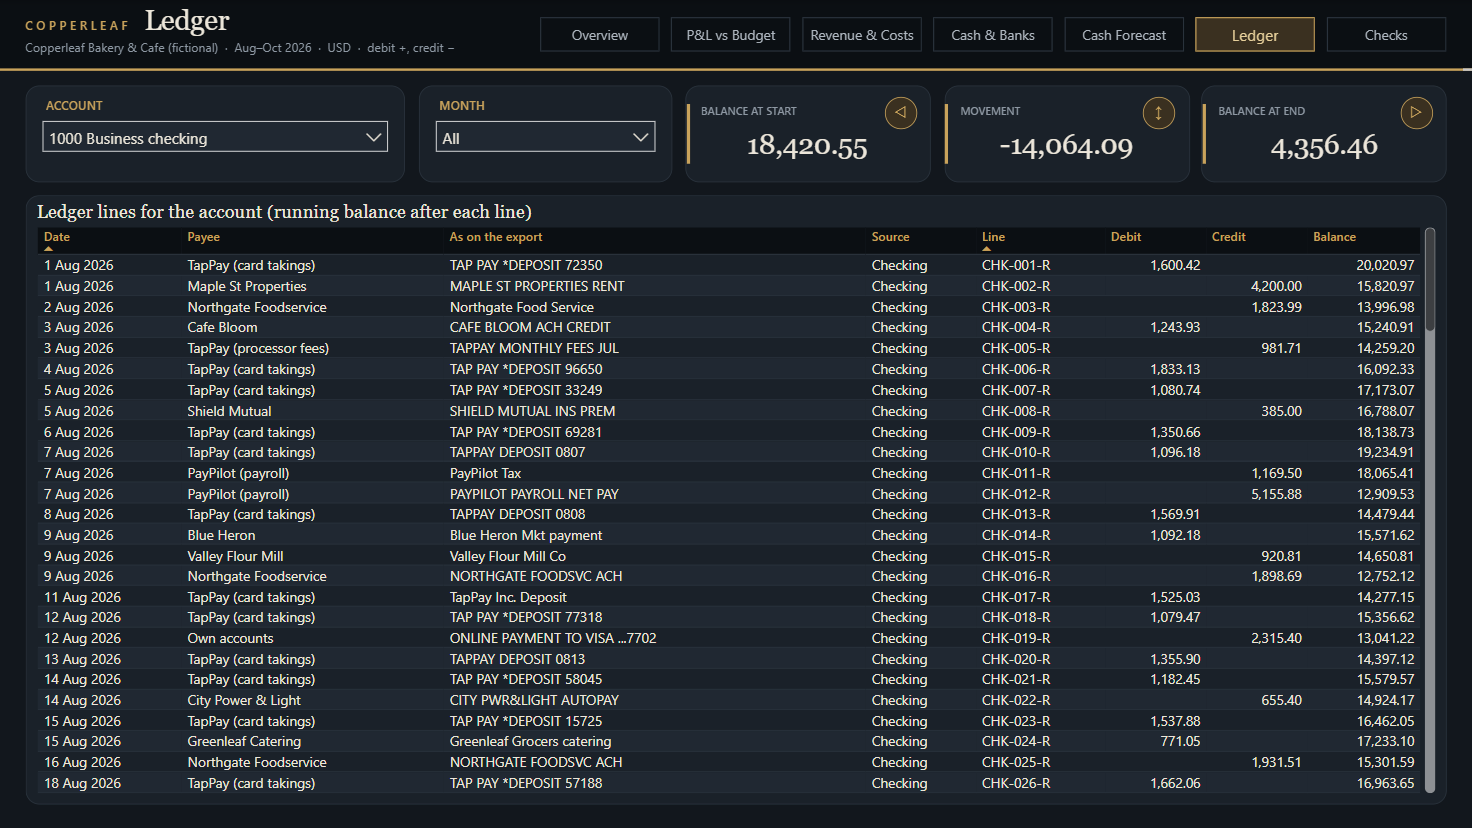 COPPERLEAF Ledger
Copperleaf Bakery & Cafe (fictional) · Aug–Oct 2026 · USD · debit +, credit −
Overview
P&L vs Budget
Revenue & Costs
Cash & Banks
Cash Forecast
Ledger
Checks
ACCOUNT
1000 Business checking
MONTH
All
BALANCE AT START
18,420.55
MOVEMENT
-14,064.09
BALANCE AT END
4,356.46
Ledger lines for the account (running balance after each line)
Date Payee As on the export Source Line Debit Credit Balance
1 Aug 2026 TapPay (card takings) TAP PAY *DEPOSIT 72350 Checking CHK-001-R 1,600.42 20,020.97
1 Aug 2026 Maple St Properties MAPLE ST PROPERTIES RENT Checking CHK-002-R 4,200.00 15,820.97
2 Aug 2026 Northgate Foodservice Northgate Food Service Checking CHK-003-R 1,823.99 13,996.98
3 Aug 2026 Cafe Bloom CAFE BLOOM ACH CREDIT Checking CHK-004-R 1,243.93 15,240.91
3 Aug 2026 TapPay (processor fees) TAPPAY MONTHLY FEES JUL Checking CHK-005-R 981.71 14,259.20
4 Aug 2026 TapPay (card takings) TAP PAY *DEPOSIT 96650 Checking CHK-006-R 1,833.13 16,092.33
5 Aug 2026 TapPay (card takings) TAP PAY *DEPOSIT 33249 Checking CHK-007-R 1,080.74 17,173.07
5 Aug 2026 Shield Mutual SHIELD MUTUAL INS PREM Checking CHK-008-R 385.00 16,788.07
6 Aug 2026 TapPay (card takings) TAP PAY *DEPOSIT 69281 Checking CHK-009-R 1,350.66 18,138.73
7 Aug 2026 TapPay (card takings) TAPPAY DEPOSIT 0807 Checking CHK-010-R 1,096.18 19,234.91
7 Aug 2026 PayPilot (payroll) PayPilot Tax Checking CHK-011-R 1,169.50 18,065.41
7 Aug 2026 PayPilot (payroll) PAYPILOT PAYROLL NET PAY Checking CHK-012-R 5,155.88 12,909.53
8 Aug 2026 TapPay (card takings) TAPPAY DEPOSIT 0808 Checking CHK-013-R 1,569.91 14,479.44
9 Aug 2026 Blue Heron Blue Heron Mkt payment Checking CHK-014-R 1,092.18 15,571.62
9 Aug 2026 Valley Flour Mill Valley Flour Mill Co Checking CHK-015-R 920.81 14,650.81
9 Aug 2026 Northgate Foodservice NORTHGATE FOODSVC ACH Checking CHK-016-R 1,898.69 12,752.12
11 Aug 2026 TapPay (card takings) TapPay Inc. Deposit Checking CHK-017-R 1,525.03 14,277.15
12 Aug 2026 TapPay (card takings) TAP PAY *DEPOSIT 77318 Checking CHK-018-R 1,079.47 15,356.62
12 Aug 2026 Own accounts ONLINE PAYMENT TO VISA ...7702 Checking CHK-019-R 2,315.40 13,041.22
13 Aug 2026 TapPay (card takings) TAPPAY DEPOSIT 0813 Checking CHK-020-R 1,355.90 14,397.12
14 Aug 2026 TapPay (card takings) TAP PAY *DEPOSIT 58045 Checking CHK-021-R 1,182.45 15,579.57
14 Aug 2026 City Power & Light CITY PWR&LIGHT AUTOPAY Checking CHK-022-R 655.40 14,924.17
15 Aug 2026 TapPay (card takings) TAP PAY *DEPOSIT 15725 Checking CHK-023-R 1,537.88 16,462.05
15 Aug 2026 Greenleaf Catering Greenleaf Grocers catering Checking CHK-024-R 771.05 17,233.10
16 Aug 2026 Northgate Foodservice NORTHGATE FOODSVC ACH Checking CHK-025-R 1,931.51 15,301.59
18 Aug 2026 TapPay (card takings) TAP PAY *DEPOSIT 57188 Checking CHK-026-R 1,662.06 16,963.65